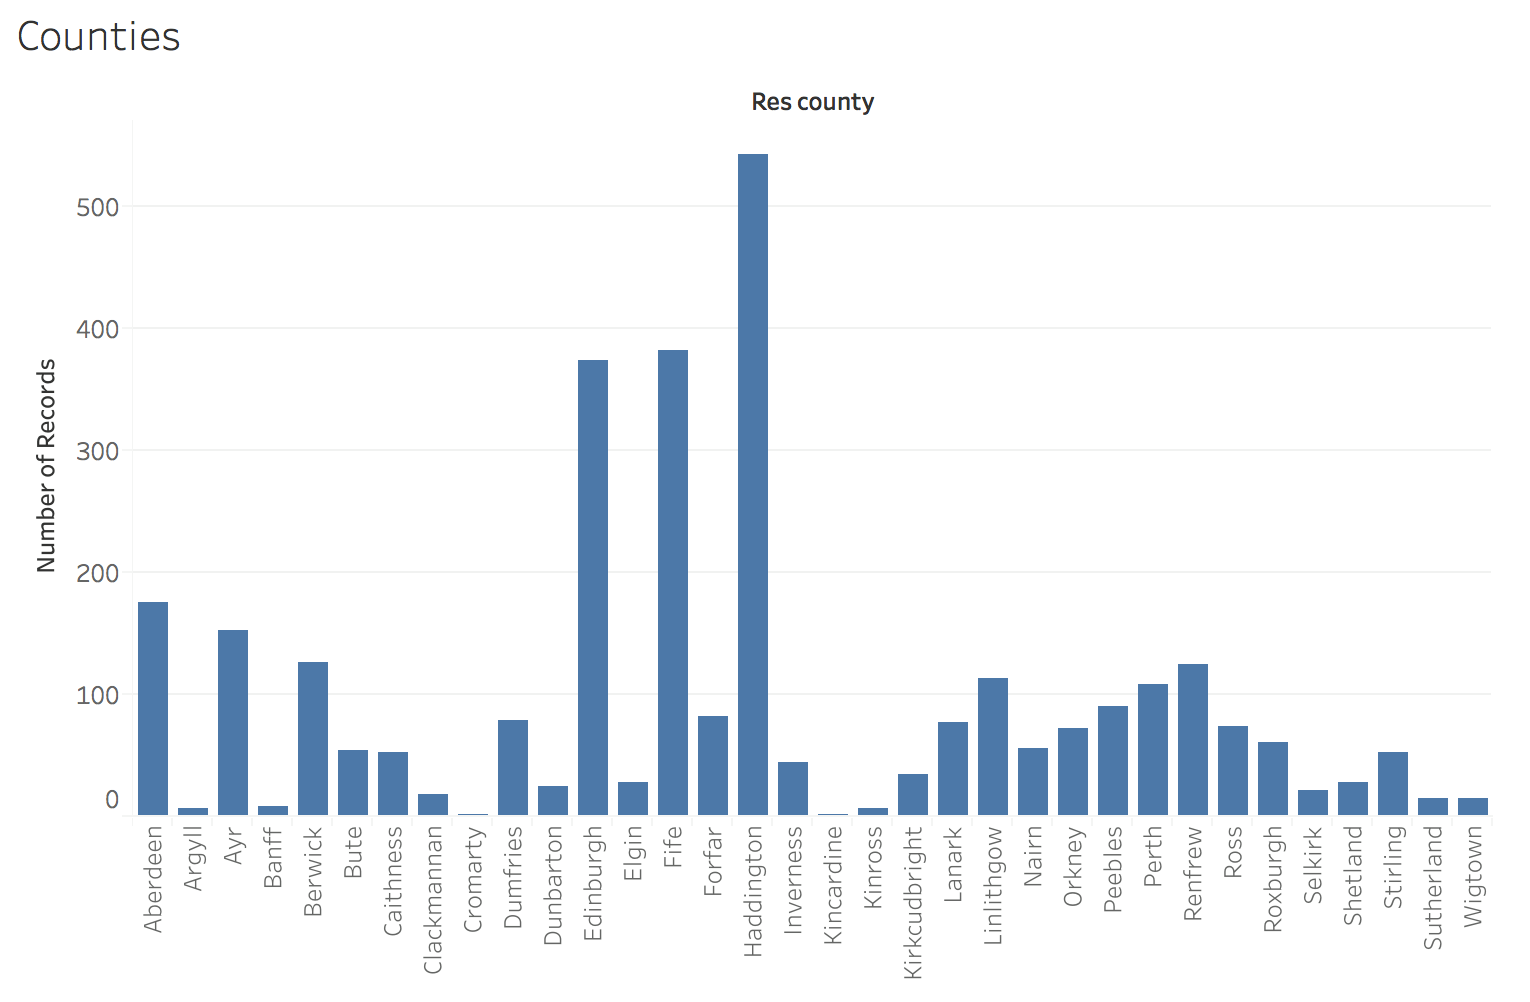 Counties
Res county
Number of Records
500
400
300
200
100
0
Aberdeen
Argyll
Ayr
Banff
Berwick
Bute
Caithness
Clackmannan
Cromarty
Dumfries
Dunbarton
Edinburgh
Elgin
Fife
Forfar
Haddington
Inverness
Kincardine
Kinross
Kirkcudbright
Lanark
Linlithgow
Nairn
Orkney
Peebles
Perth
Renfrew
Ross
Roxburgh
Selkirk
Shetland
Stirling
Sutherland
Wigtown